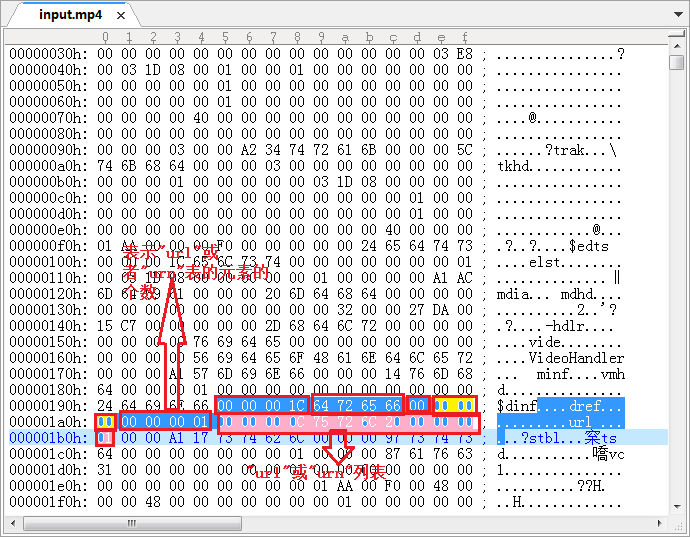 input.mp4
0 1 2 3 4 5 6 7 8 9 a b c d e f
00000030h: 00 00 00 00 00 00 00 00 00 00 00 00 00 00 03 E8 ; ...............?
00000040h: 00 03 1D 08 00 01 00 00 01 00 00 00 00 00 00 00 ; ................
00000050h: 00 00 00 00 00 01 00 00 00 00 00 00 00 00 00 00 ; ................
00000060h: 00 00 00 00 00 01 00 00 00 00 00 00 00 00 00 00 ; ................
00000070h: 00 00 00 00 40 00 00 00 00 00 00 00 00 00 00 00 ; ....@...........
00000080h: 00 00 00 00 00 00 00 00 00 00 00 00 00 00 00 00 ; ................
00000090h: 00 00 00 03 00 00 A2 34 74 72 61 6B 00 00 00 5C ; ......?trak...\
000000a0h: 74 6B 68 64 00 00 00 03 00 00 00 00 00 00 00 00 ; tkhd............
000000b0h: 00 00 00 01 00 00 00 00 00 03 1D 08 00 00 00 00 ; ................
000000c0h: 00 00 00 00 00 00 00 00 00 00 00 00 00 01 00 00 ; ................
000000d0h: 00 00 00 00 00 00 00 00 00 00 00 00 00 01 00 00 ; ................
000000e0h: 00 00 00 00 00 00 00 00 00 00 00 00 40 00 00 00 ; ............@...
000000f0h: 01 AA 00 00 00 F0 00 00 00 00 00 24 65 64 74 73 ; .?..?....$edts
表示"url"或
者"urn"表的元素的
个数
00000100h: 00 00 00 1C 65 6C 73 74 00 00 00 00 00 00 00 01 ; ....elst........
00000110h: 00 00 00 00 01 00 00 00 00 A1 AC
00000120h: 6D 64 69 61 00 00 00 20 6D 64 68 64 00 00 00 00 ; mdia... mdhd....
00000130h: 00 00 00 00 00 00 00 00 00 00 32 00 00 27 DA 00 ; ..........2..'?
00000140h: 15 C7 00 00 00 00 00 2D 68 64 6C 72 00 00 00 00 ; .?....-hdlr....
00000150h: 00 00 00 00 76 69 64 65 00 00 00 00 00 00 00 00 ; ....vide........
00000160h: 00 00 00 00 56 69 64 65 6F 48 61 6E 64 6C 65 72 ; ....VideoHandler
00000170h: 00 00 00 A1 57 6D 69 6E 66 00 00 00 14 76 6D 68 ; minf....vmh
00000180h: 64 00 00 00 01 00 00 00 00 00 00 00 00 00 00 00 ; d...............
00000190h: 24 64 69 6E 66 00 00 00 1C 64 72 65 66 00 00 00 ; $dinf....dref...
000001a0h: 00 00 00 00 01 00 00 00 0C 75 72 6C 20 00 00 00 ; .........url ...
000001b0h: 01 00 00 A1 17 73 74 62 6C 00 00 00 97 73 74 73 ; ...?stbl...梥ts
000001c0h: 64 00 00 00 00 00 00 00 01 00 00 00 87 61 76 63
000001d0h: 31 00 00 00 00 00 00 00
000001e0h: 00 00 00 00 00 00 00 00 00 01 AA 00 F0 00 48 00 ; ..........??H.
000001f0h: 00 00 48 00 00 00 00 00 00 00 01 00 00 00 00 00 ; ..H.............
"url"或"urn"列表